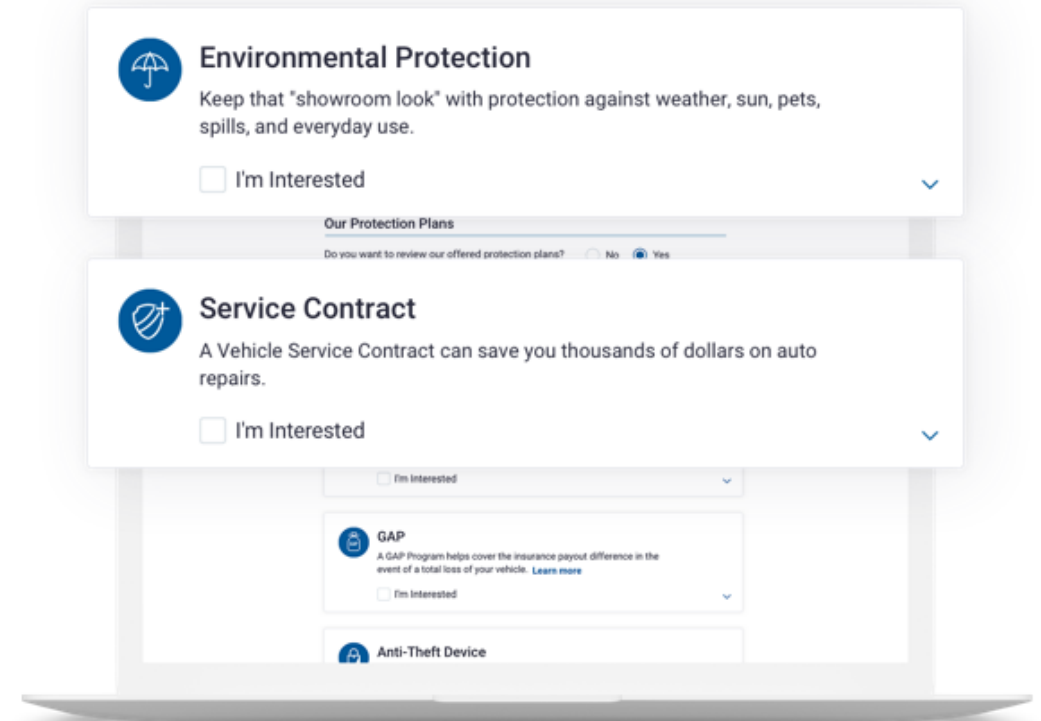 Environmental Protection
Keep that "showroom look" with protection against weather, sun, pets,
spills, and everyday use.
I'm Interested
Our Protection Plans
Do you want to review our offered protection plans? No Yes
Service Contract
A Vehicle Service Contract can save you thousands of dollars on auto
repairs.
I'm Interested
I'm Interested
GAP
A GAP Program helps cover the insurance payout difference in the
event of a total loss of your vehicle. Learn more
I'm Interested
Anti-Theft Device